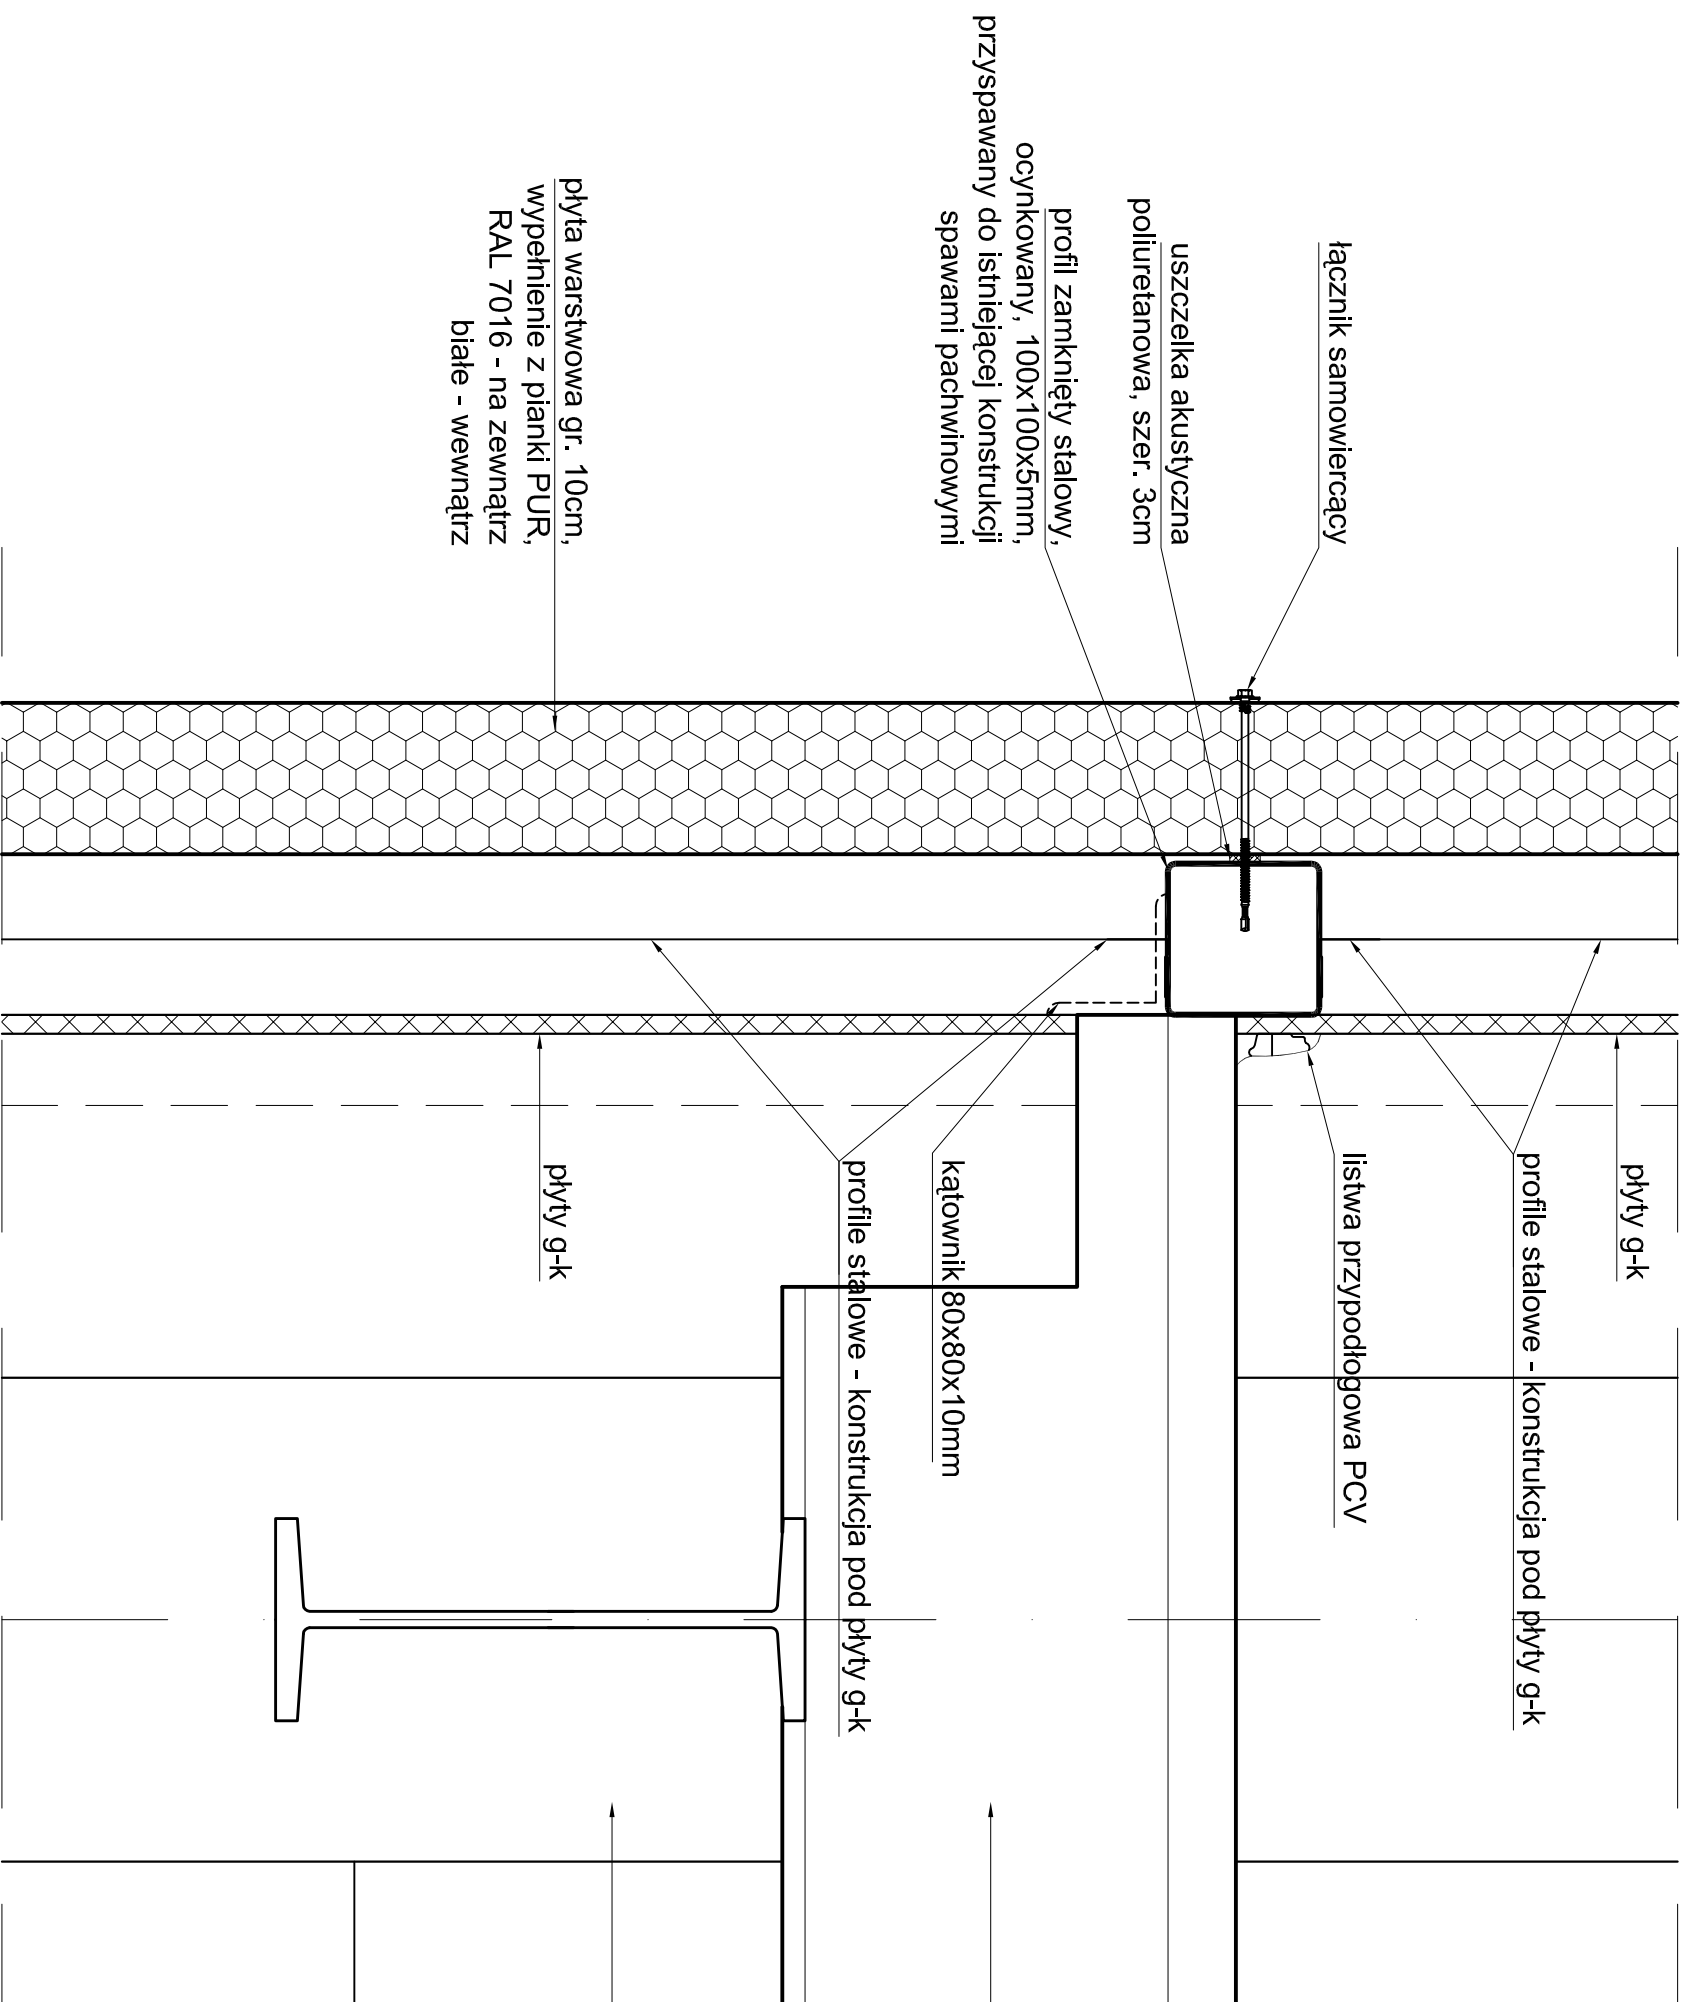 łącznik samowiercący
uszczelka akustyczna
poliuretanowa, szer. 3cm
profil zamknięty stalowy,
ocynkowany, 100x100x5mm,
przyspawany do istniejącej konstrukcji
spawami pachwinowymi
płyta warstwowa gr. 10cm,
wypełnienie z pianki PUR,
RAL 7016 - na zewnątrz
białe - wewnątrz
płyty g-k
profile stalowe - konstrukcja pod płyty g-k
listwa przypodłogowa PCV
kątownik 80x80x10mm
profile stalowe - konstrukcja pod płyty g-k
płyty g-k